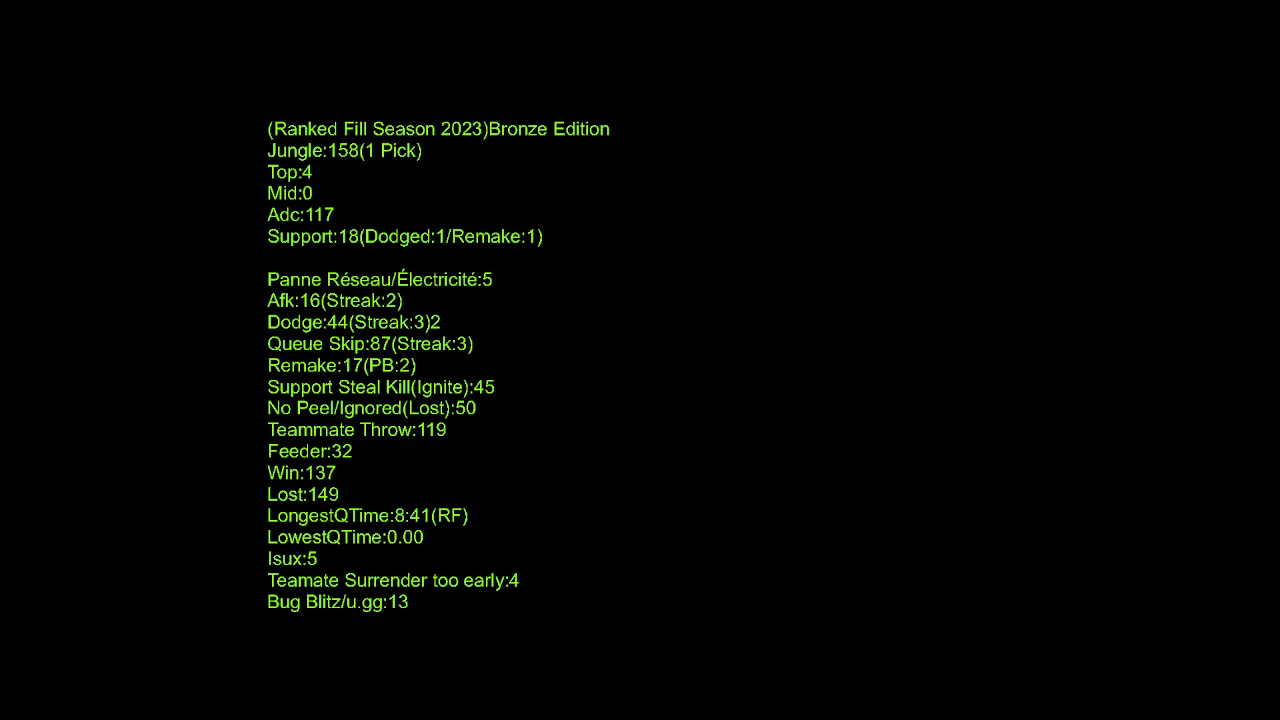 (Ranked Fill Season 2023)Bronze Edition
Jungle:158(1 Pick)
Top:4
Mid:0
Adc:117
Support:18(Dodged:1/Remake:1)
Panne Réseau/Électricité:5
Afk:16(Streak:2)
Dodge:44(Streak:3)2
Queue Skip:87(Streak:3)
Remake:17(PB:2)
Support Steal Kill(Ignite):45
No Peel/Ignored(Lost):50
Teammate Throw:119
Feeder:32
Win:137
Lost:149
LongestQTime:8:41(RF)
LowestQTime:0.00
Isux:5
Teamate Surrender too early:4
Bug Blitz/u.gg:13